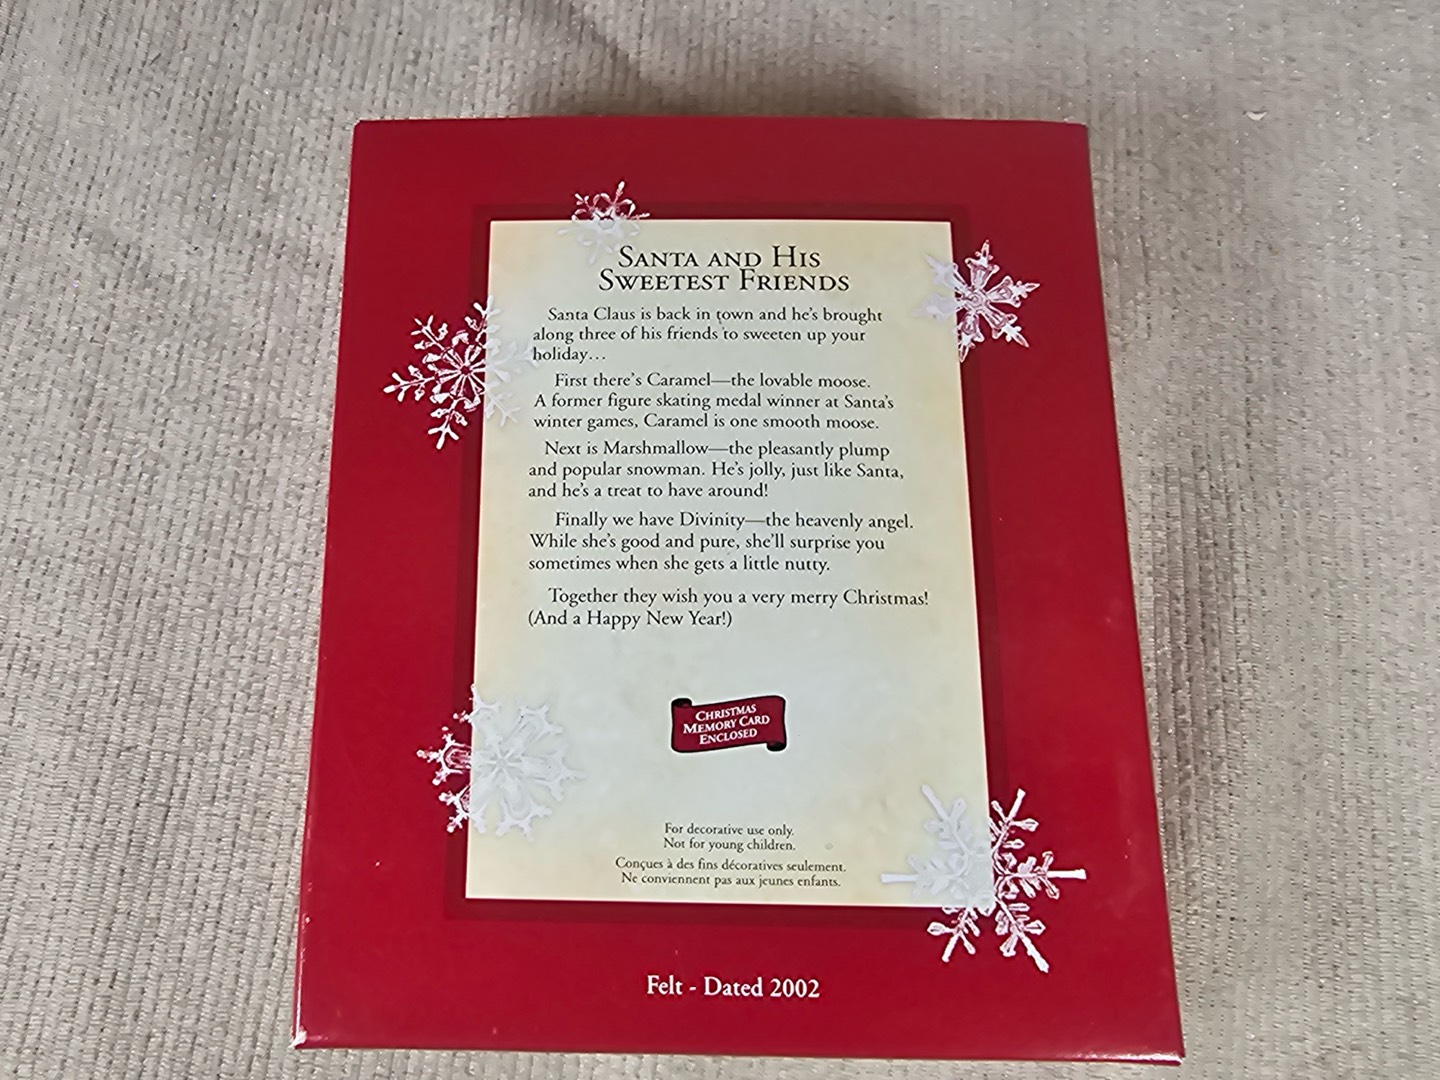 Santa and His
Sweetest Friends
Santa Claus is back in town and he's brought
along three of his friends to sweeten up your
holiday…
First there's Caramel—the lovable moose.
A former figure skating medal winner at Santa's
winter games, Caramel is one smooth moose.
Next is Marshmallow—the pleasantly plump
and popular snowman. He's jolly, just like Santa,
and he's a treat to have around!
Finally we have Divinity—the heavenly angel.
While she's good and pure, she'll surprise you
sometimes when she gets a little nutty.
Together they wish you a very merry Christmas!
(And a Happy New Year!)
Christmas
Memory Card
Enclosed
For decorative use only.
Not for young children.
Conçues à des fins décoratives seulement.
Ne conviennent pas aux jeunes enfants.
Felt - Dated 2002